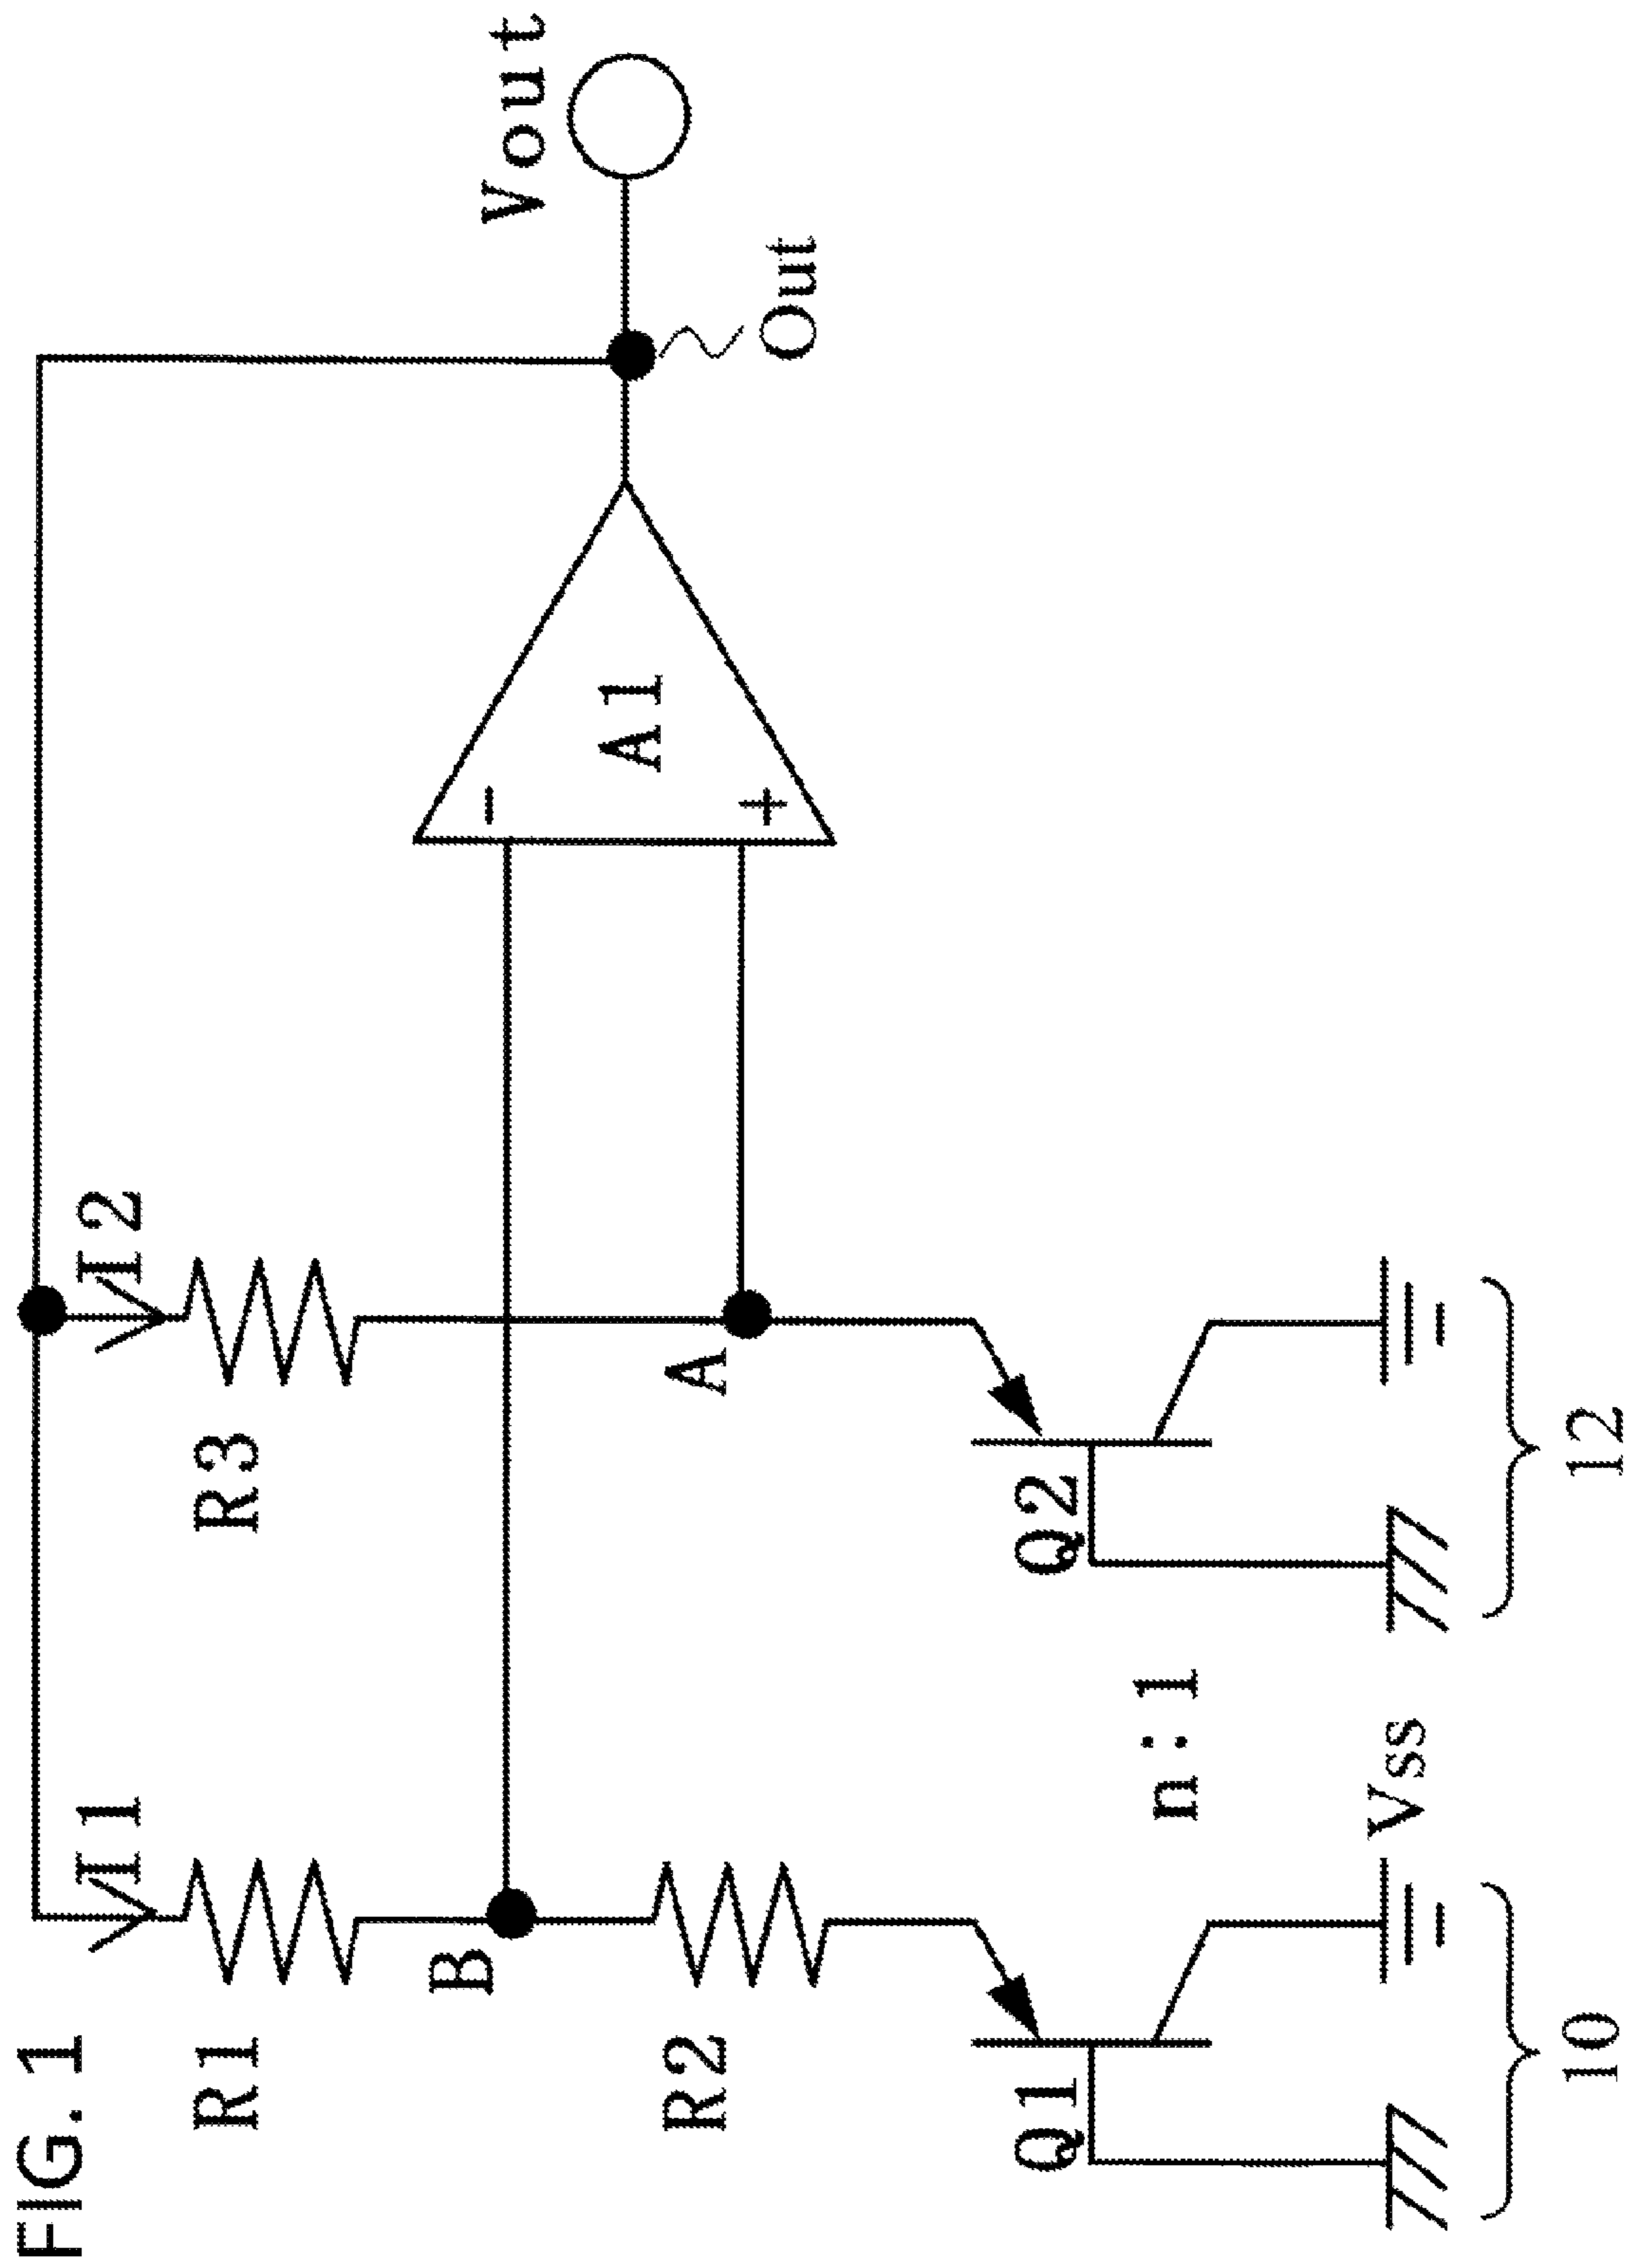 FIG. 1
I1
I2
R1
R3
B
Vout
A1
−
+
Out
A
R2
Q1
Q2
n : 1
Vss
10
12